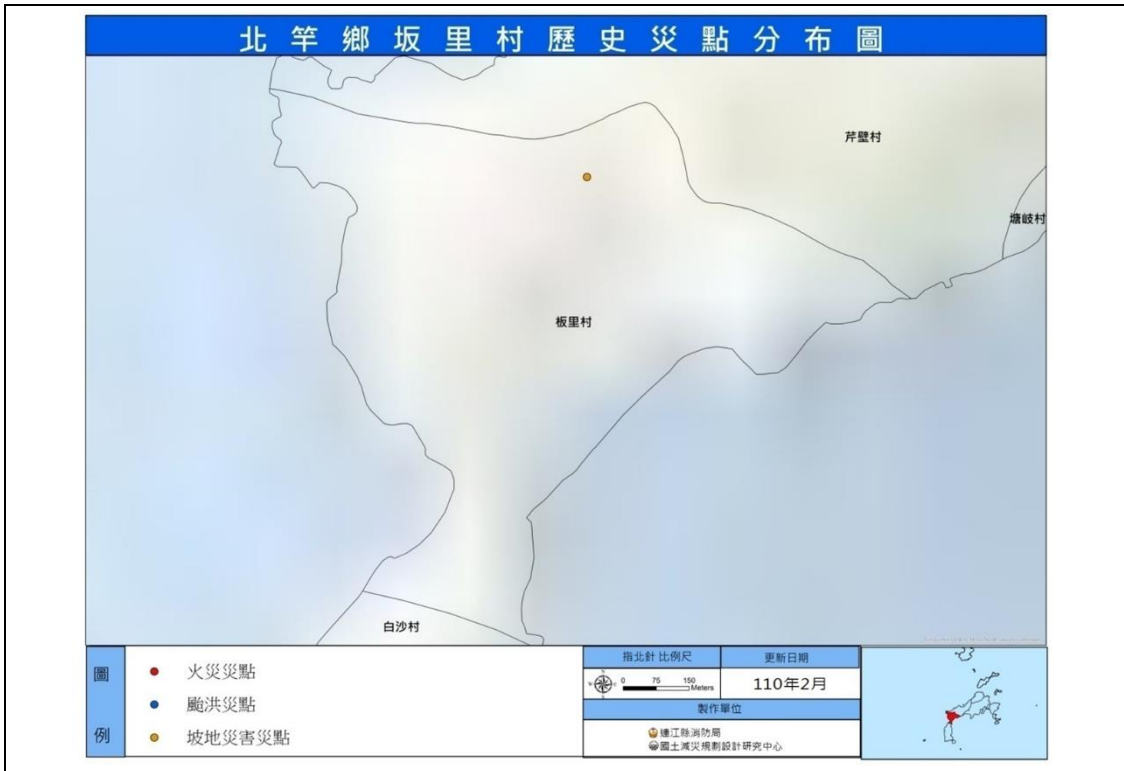 北竿鄉坂里村歷史災點分布圖
芹壁村
塘岐村
板里村
白沙村
圖例
火災災點
颱洪災點
坡地災害災點
指北針 比例尺
0 75 150
Meters
更新日期
110年2月
製作單位
連江縣消防局
國土減災規劃設計研究中心